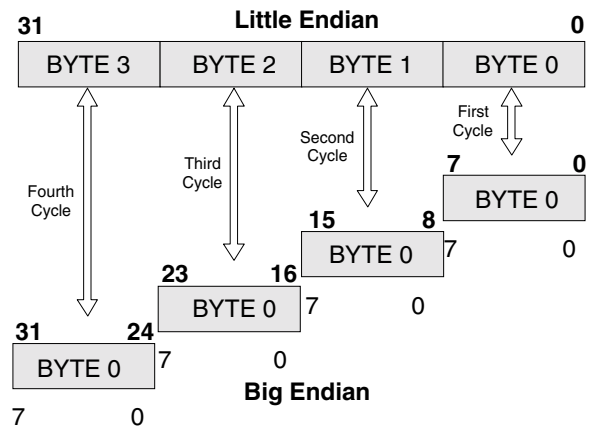 Little Endian
31 0
BYTE 3 BYTE 2 BYTE 1 BYTE 0
First
Cycle
Second
Cycle
Third
Cycle
Fourth
Cycle
7 0
BYTE 0
7 0
15 8
BYTE 0
7 0
23 16
BYTE 0
7 0
31 24
BYTE 0
7 0
Big Endian